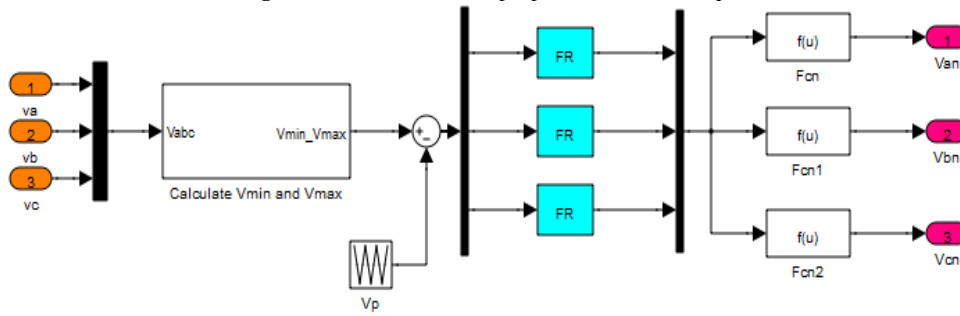 1
va
2
vb
3
vc
Vabc
Vmin_Vmax
Calculate Vmin and Vmax
+
−
Vp
FR
FR
FR
f(u)
Fcn
f(u)
Fcn1
f(u)
Fcn2
1
Van
2
Vbn
3
Vcn